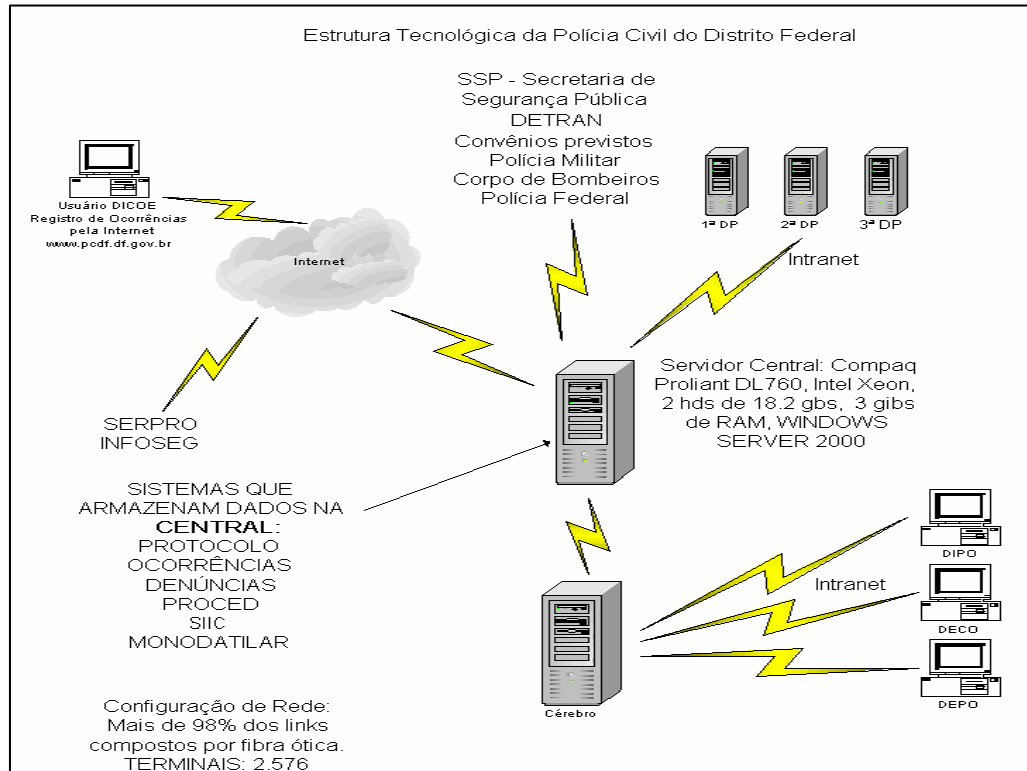 Estrutura Tecnológica da Polícia Civil do Distrito Federal
SSP - Secretaria de
Segurança Pública
DETRAN
Convênios previstos
Polícia Militar
Corpo de Bombeiros
Polícia Federal
Usuário DICOE
Registro de Ocorrências
pela Internet
www.pcdf.df.gov.br
1ª DP
2ª DP
3ª DP
Internet
Intranet
Servidor Central: Compaq
Proliant DL760, Intel Xeon,
2 hds de 18.2 gbs, 3 gibs
de RAM, WINDOWS
SERVER 2000
SERPRO
INFOSEG
SISTEMAS QUE
ARMAZENAM DADOS NA
CENTRAL:
PROTOCOLO
OCORRÊNCIAS
DENÚNCIAS
PROCED
SIIC
MONODATILAR
DIPO
Intranet
DECO
DEPO
Cérebro
Configuração de Rede:
Mais de 98% dos links
compostos por fibra ótica.
TERMINAIS: 2.576